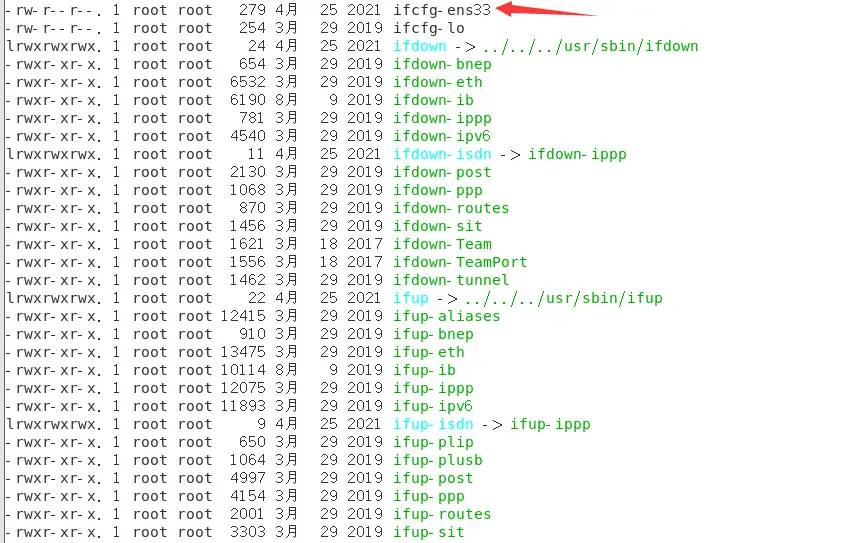 -rw-r--r--. 1 root root   279 4月   25 2021 ifcfg-ens33
-rw-r--r--. 1 root root   254 3月   29 2019 ifcfg-lo
lrwxrwxrwx. 1 root root    24 4月   25 2021 ifdown -> ../../../usr/sbin/ifdown
-rwxr-xr-x. 1 root root   654 3月   29 2019 ifdown-bnep
-rwxr-xr-x. 1 root root  6532 3月   29 2019 ifdown-eth
-rwxr-xr-x. 1 root root  6190 8月    9 2019 ifdown-ib
-rwxr-xr-x. 1 root root   781 3月   29 2019 ifdown-ippp
-rwxr-xr-x. 1 root root  4540 3月   29 2019 ifdown-ipv6
lrwxrwxrwx. 1 root root    11 4月   25 2021 ifdown-isdn -> ifdown-ippp
-rwxr-xr-x. 1 root root  2130 3月   29 2019 ifdown-post
-rwxr-xr-x. 1 root root  1068 3月   29 2019 ifdown-ppp
-rwxr-xr-x. 1 root root   870 3月   29 2019 ifdown-routes
-rwxr-xr-x. 1 root root  1456 3月   29 2019 ifdown-sit
-rwxr-xr-x. 1 root root  1621 3月   18 2017 ifdown-Team
-rwxr-xr-x. 1 root root  1556 3月   18 2017 ifdown-TeamPort
-rwxr-xr-x. 1 root root  1462 3月   29 2019 ifdown-tunnel
lrwxrwxrwx. 1 root root    22 4月   25 2021 ifup -> ../../../usr/sbin/ifup
-rwxr-xr-x. 1 root root 12415 3月   29 2019 ifup-aliases
-rwxr-xr-x. 1 root root   910 3月   29 2019 ifup-bnep
-rwxr-xr-x. 1 root root 13475 3月   29 2019 ifup-eth
-rwxr-xr-x. 1 root root 10114 8月    9 2019 ifup-ib
-rwxr-xr-x. 1 root root 12075 3月   29 2019 ifup-ippp
-rwxr-xr-x. 1 root root 11893 3月   29 2019 ifup-ipv6
lrwxrwxrwx. 1 root root     9 4月   25 2021 ifup-isdn -> ifup-ippp
-rwxr-xr-x. 1 root root   650 3月   29 2019 ifup-plip
-rwxr-xr-x. 1 root root  1064 3月   29 2019 ifup-plusb
-rwxr-xr-x. 1 root root  4997 3月   29 2019 ifup-post
-rwxr-xr-x. 1 root root  4154 3月   29 2019 ifup-ppp
-rwxr-xr-x. 1 root root  2001 3月   29 2019 ifup-routes
-rwxr-xr-x. 1 root root  3303 3月   29 2019 ifup-sit